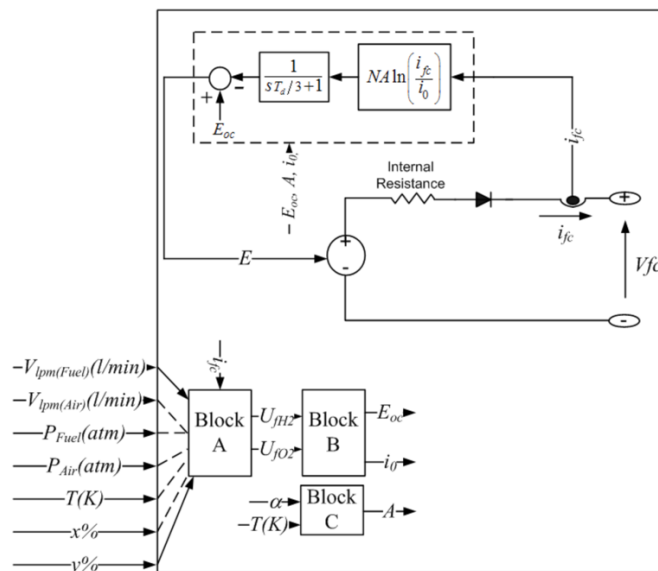 1
sT_d/3+1
NA ln(i_fc/i_0)
+
-
E_oc
- E_oc, A, i_0,
i_fc
Internal
Resistance
+
i_fc
+
-
E
Vfc
-
-V_lpm(Fuel)(l/min)
i_fc
-V_lpm(Air)(l/min)
P_Fuel(atm)
P_Air(atm)
T(K)
x%
y%
Block
A
U_fH2
U_fO2
Block
B
E_oc
i_0
α
-T(K)
Block
C
A